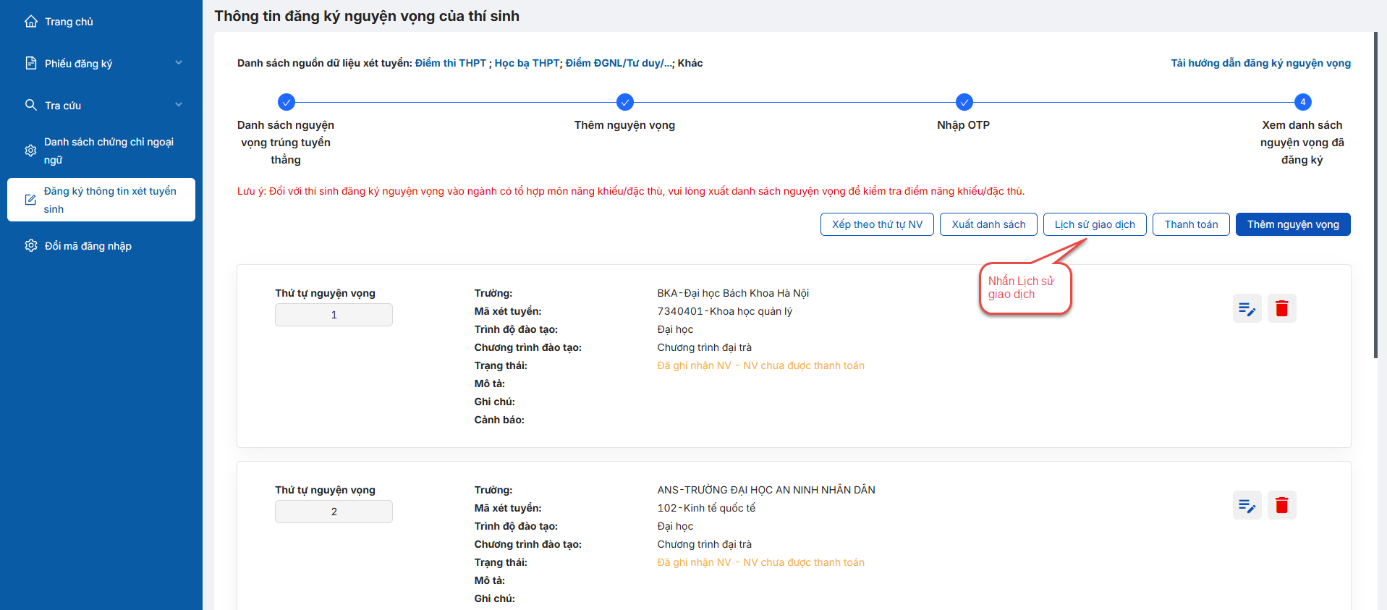 Trang chủ
Phiếu đăng ký
Tra cứu
Danh sách chứng chỉ ngoại
ngữ
Đăng ký thông tin xét tuyển
sinh
Đổi mã đăng nhập
Thông tin đăng ký nguyện vọng của thí sinh
Danh sách nguồn dữ liệu xét tuyển: Điểm thi THPT ; Học bạ THPT; Điểm ĐGNL/Tư duy/...; Khác
Tải hướng dẫn đăng ký nguyện vọng
4
Danh sách nguyện
vọng trúng tuyển
thẳng
Thêm nguyện vọng
Nhập OTP
Xem danh sách
nguyện vọng đã
đăng ký
Lưu ý: Đối với thí sinh đăng ký nguyện vọng vào ngành có tổ hợp môn năng khiếu/đặc thù, vui lòng xuất danh sách nguyện vọng để kiểm tra điểm năng khiếu/đặc thù.
Xếp theo thứ tự NV
Xuất danh sách
Lịch sử giao dịch
Thanh toán
Thêm nguyện vọng
Nhấn Lịch sử
giao dịch
Thứ tự nguyện vọng
1
Trường: BKA-Đại học Bách Khoa Hà Nội
Mã xét tuyển: 7340401-Khoa học quản lý
Trình độ đào tạo: Đại học
Chương trình đào tạo: Chương trình đại trà
Trạng thái: Đã ghi nhận NV - NV chưa được thanh toán
Mô tả:
Ghi chú:
Cảnh báo:
Thứ tự nguyện vọng
2
Trường: ANS-TRƯỜNG ĐẠI HỌC AN NINH NHÂN DÂN
Mã xét tuyển: 102-Kinh tế quốc tế
Trình độ đào tạo: Đại học
Chương trình đào tạo: Chương trình đại trà
Trạng thái: Đã ghi nhận NV - NV chưa được thanh toán
Mô tả:
Ghi chú: